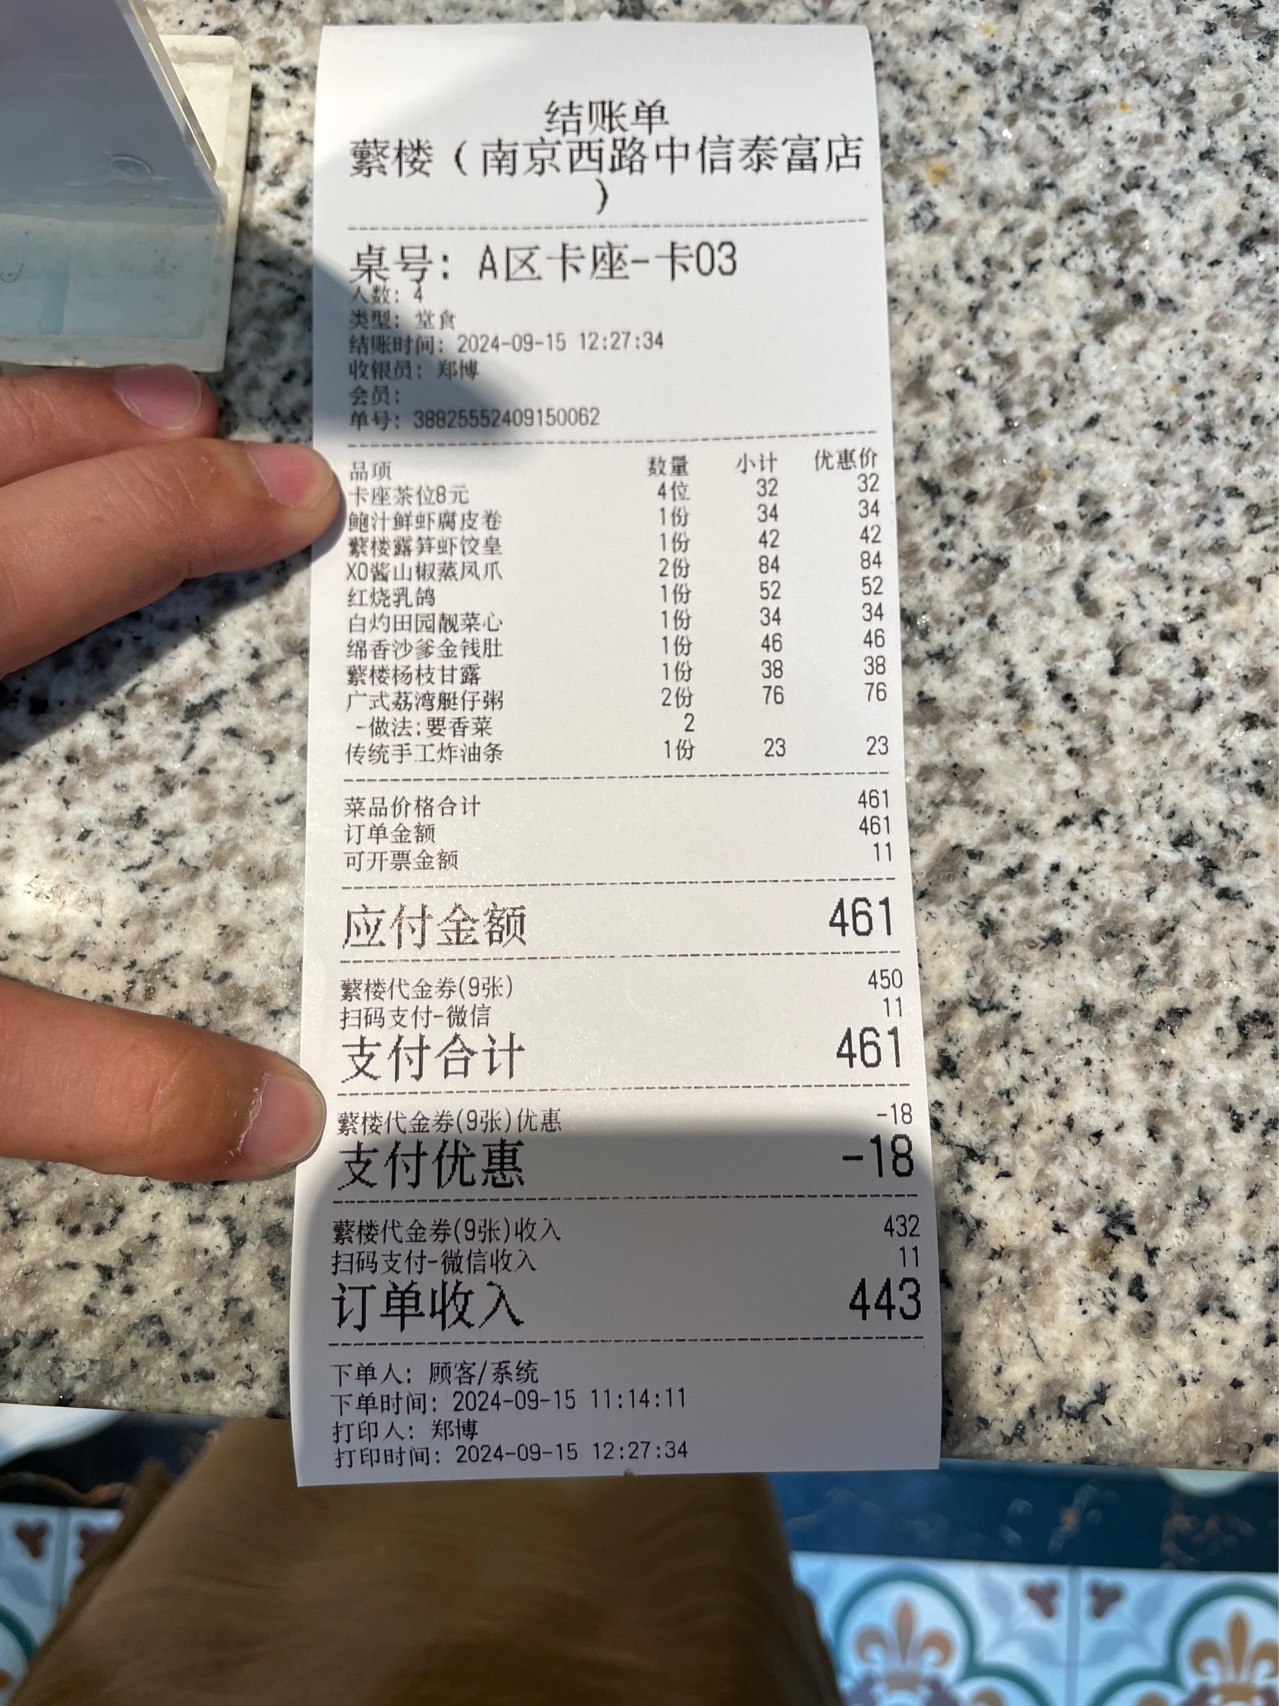 结账单
蘩楼（南京西路中信泰富店
）
桌号: A区卡座-卡03
人数: 4
类型: 堂食
结账时间: 2024-09-15 12:27:34
收银员: 郑博
会员:
单号: 38825552409150062
品项 数量 小计 优惠价
卡座茶位8元 4位 32 32
鲍汁鲜虾腐皮卷 1份 34 34
蘩楼露笋虾饺皇 1份 42 42
XO酱山椒蒸凤爪 2份 84 84
红烧乳鸽 1份 52 52
白灼田园靓菜心 1份 34 34
绵香沙爹金钱肚 1份 46 46
蘩楼杨枝甘露 1份 38 38
广式荔湾艇仔粥 2份 76 76
-做法:要香菜 2
传统手工炸油条 1份 23 23
菜品价格合计 461
订单金额 461
可开票金额 11
应付金额 461
蘩楼代金券(9张) 450
扫码支付-微信 11
支付合计 461
蘩楼代金券(9张)优惠 -18
支付优惠 -18
蘩楼代金券(9张)收入 432
扫码支付-微信收入 11
订单收入 443
下单人: 顾客/系统
下单时间: 2024-09-15 11:14:11
打印人: 郑博
打印时间: 2024-09-15 12:27:34